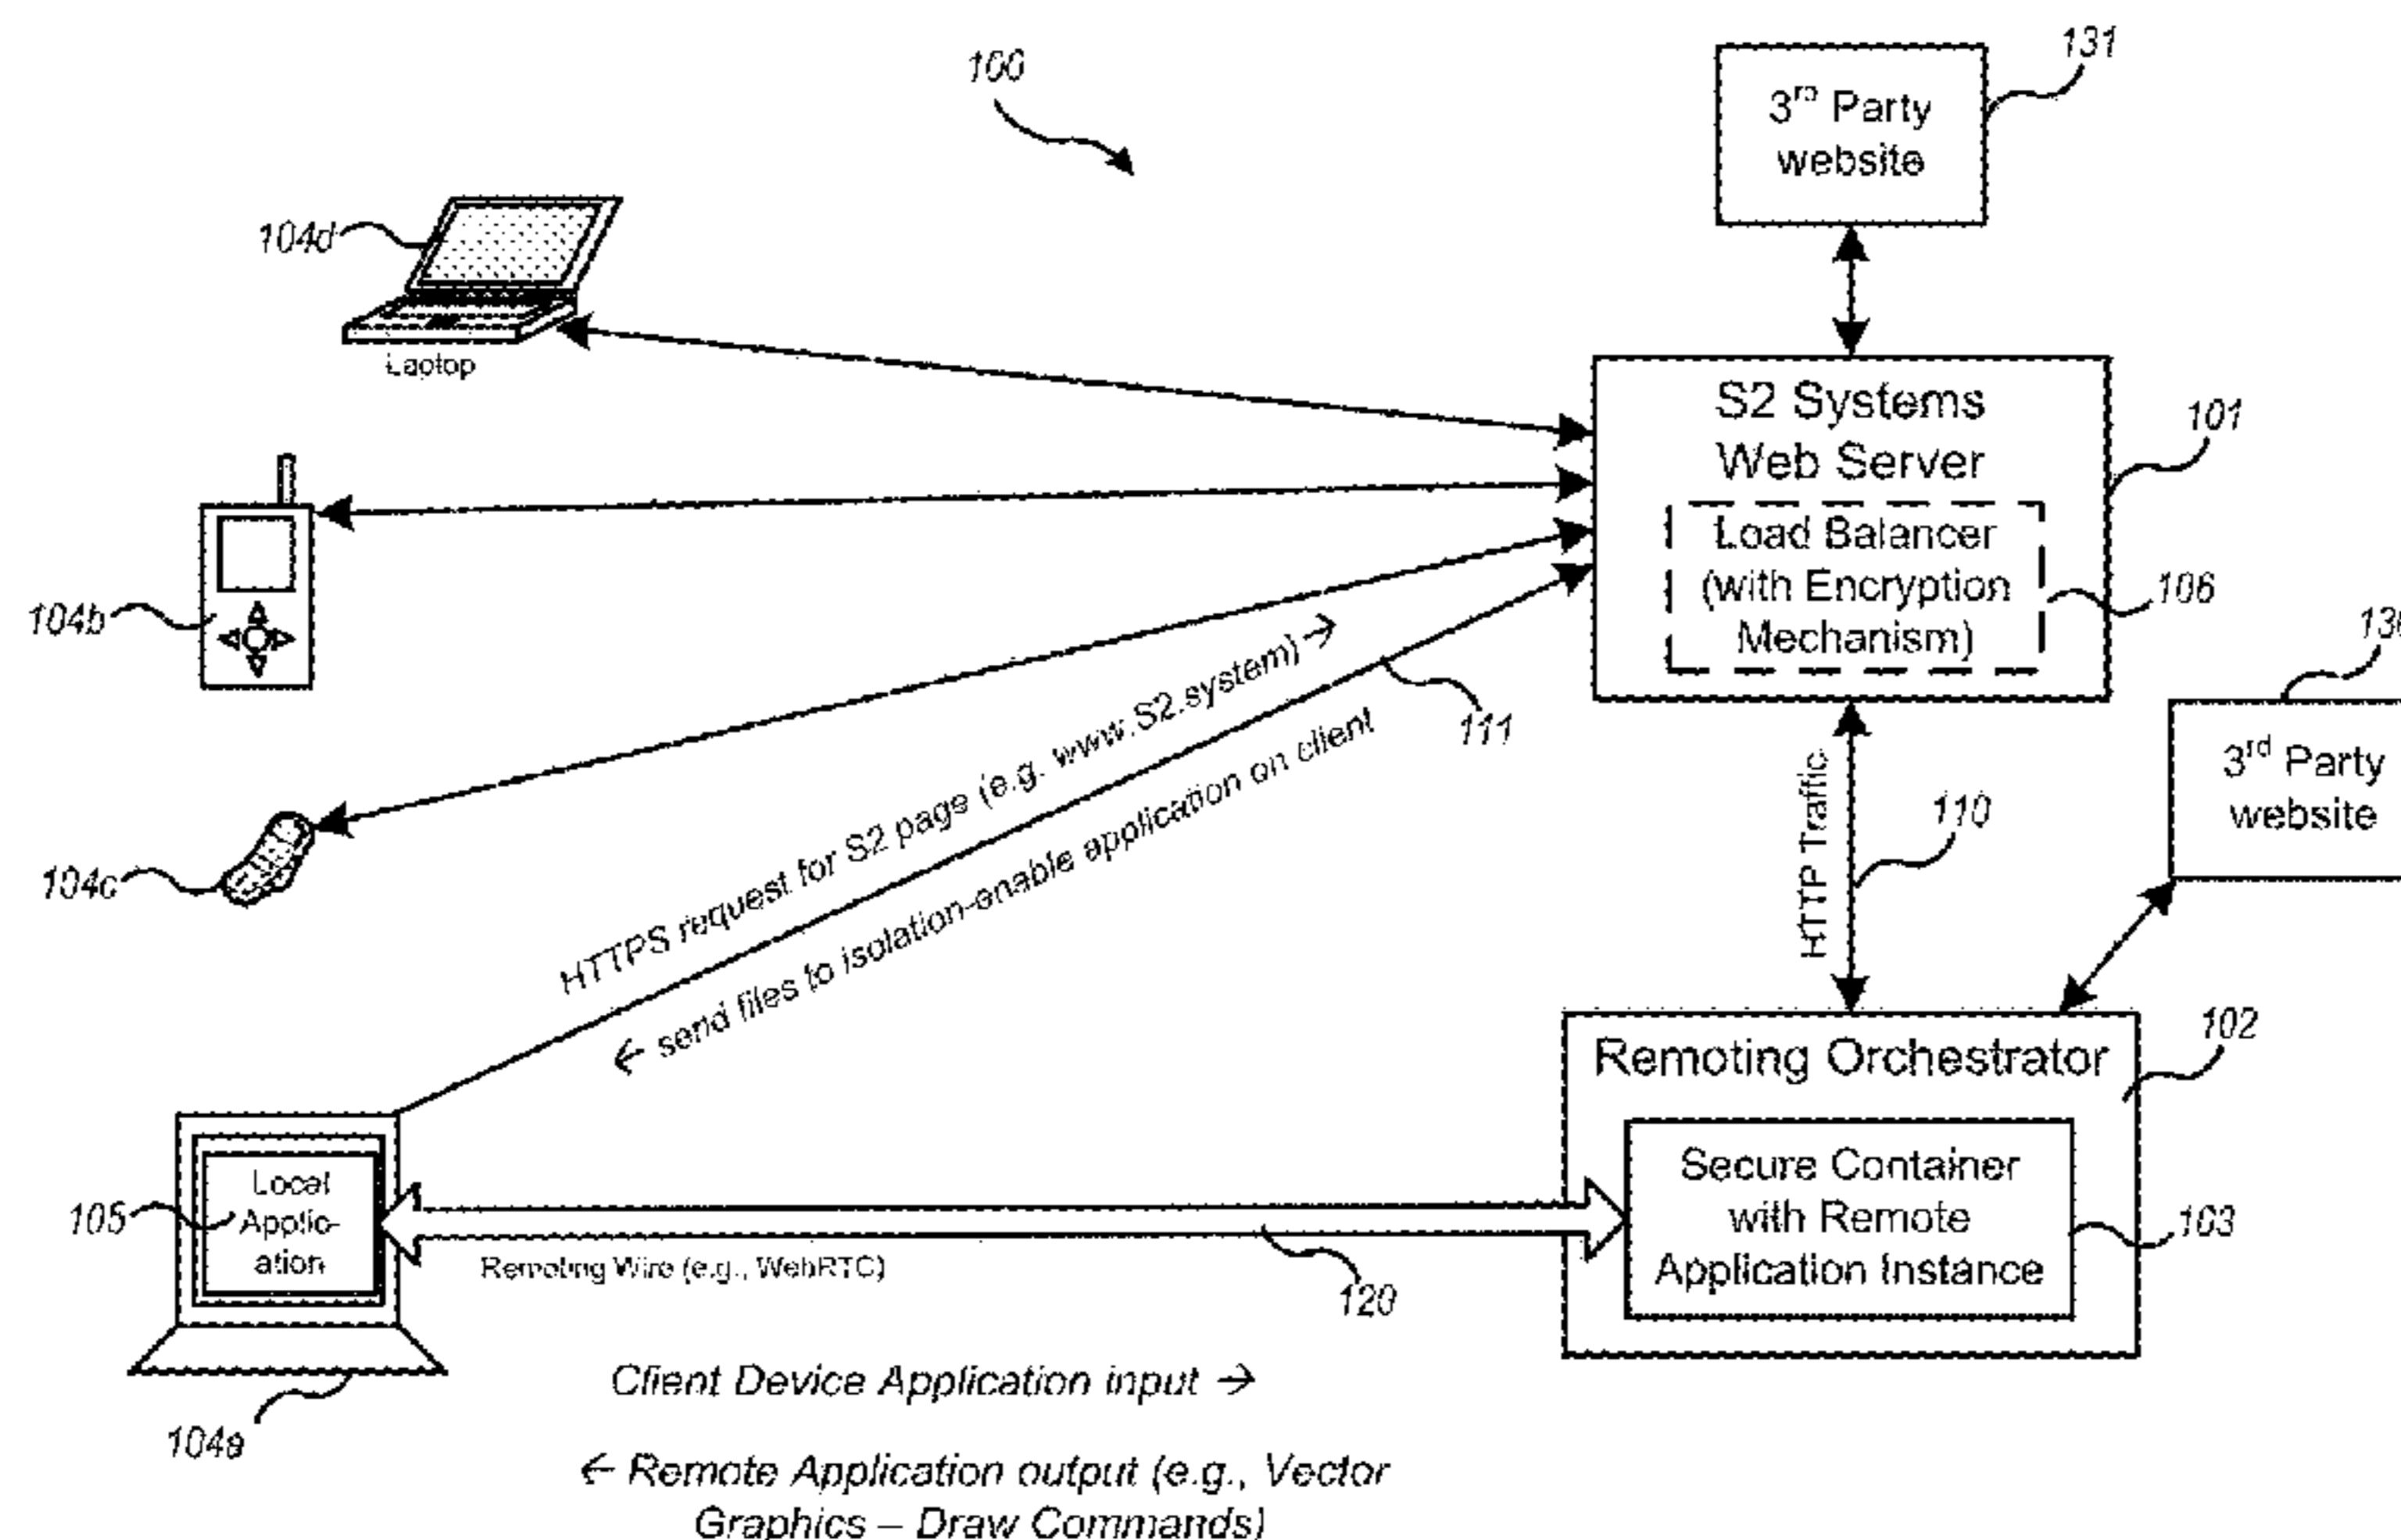 100
131
3rd Party
website
104d
Laptop
S2 Systems
Web Server
101
Load Balancer
(with Encryption
Mechanism)
106
104b
130
3rd Party
website
HTTPS request for S2 page (e.g. www.S2.system) →
← send files to isolation-enable application on client
111
HTTP Traffic
110
104c
Remoting Orchestrator
102
Secure Container
with Remote
Application Instance
103
Local
Applic-
ation
105
Remoting Wire (e.g., WebRTC)
120
104a
Client Device Application input →
← Remote Application output (e.g., Vector
Graphics – Draw Commands)